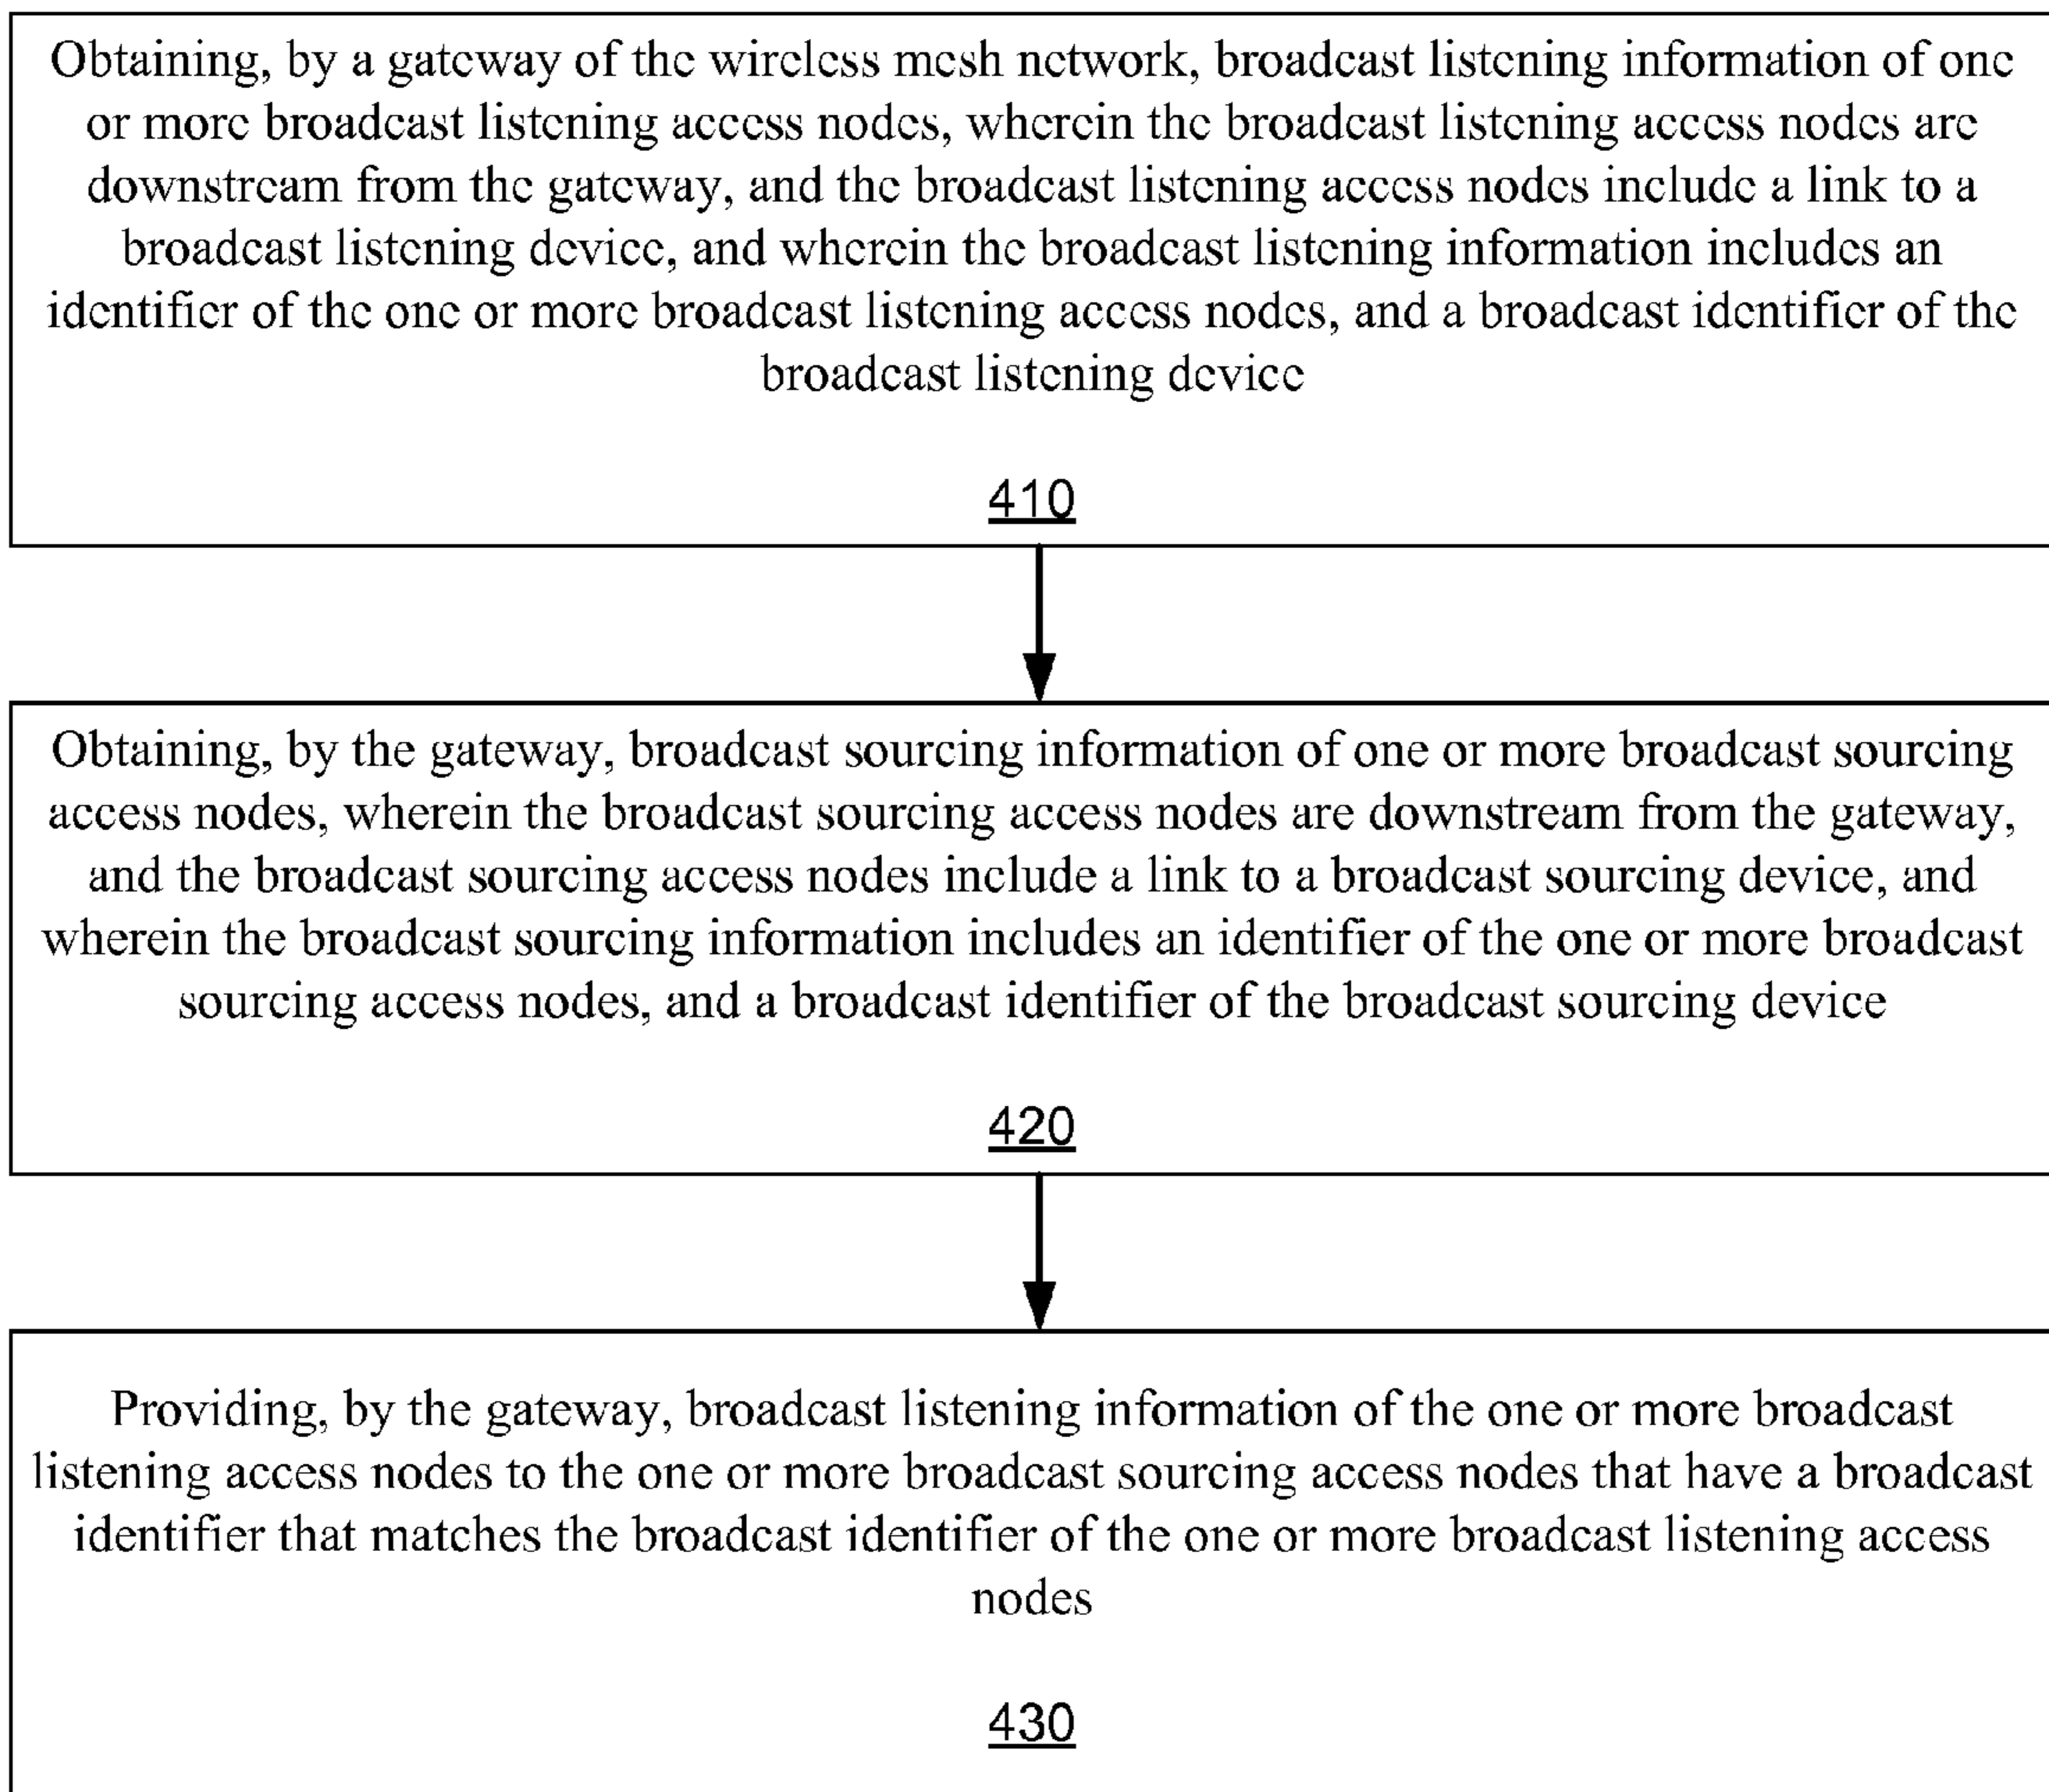 Obtaining, by a gateway of the wireless mesh network, broadcast listening information of one
or more broadcast listening access nodes, wherein the broadcast listening access nodes are
downstream from the gateway, and the broadcast listening access nodes include a link to a
broadcast listening device, and wherein the broadcast listening information includes an
identifier of the one or more broadcast listening access nodes, and a broadcast identifier of the
broadcast listening device
410
Obtaining, by the gateway, broadcast sourcing information of one or more broadcast sourcing
access nodes, wherein the broadcast sourcing access nodes are downstream from the gateway,
and the broadcast sourcing access nodes include a link to a broadcast sourcing device, and
wherein the broadcast sourcing information includes an identifier of the one or more broadcast
sourcing access nodes, and a broadcast identifier of the broadcast sourcing device
420
Providing, by the gateway, broadcast listening information of the one or more broadcast
listening access nodes to the one or more broadcast sourcing access nodes that have a broadcast
identifier that matches the broadcast identifier of the one or more broadcast listening access
nodes
430